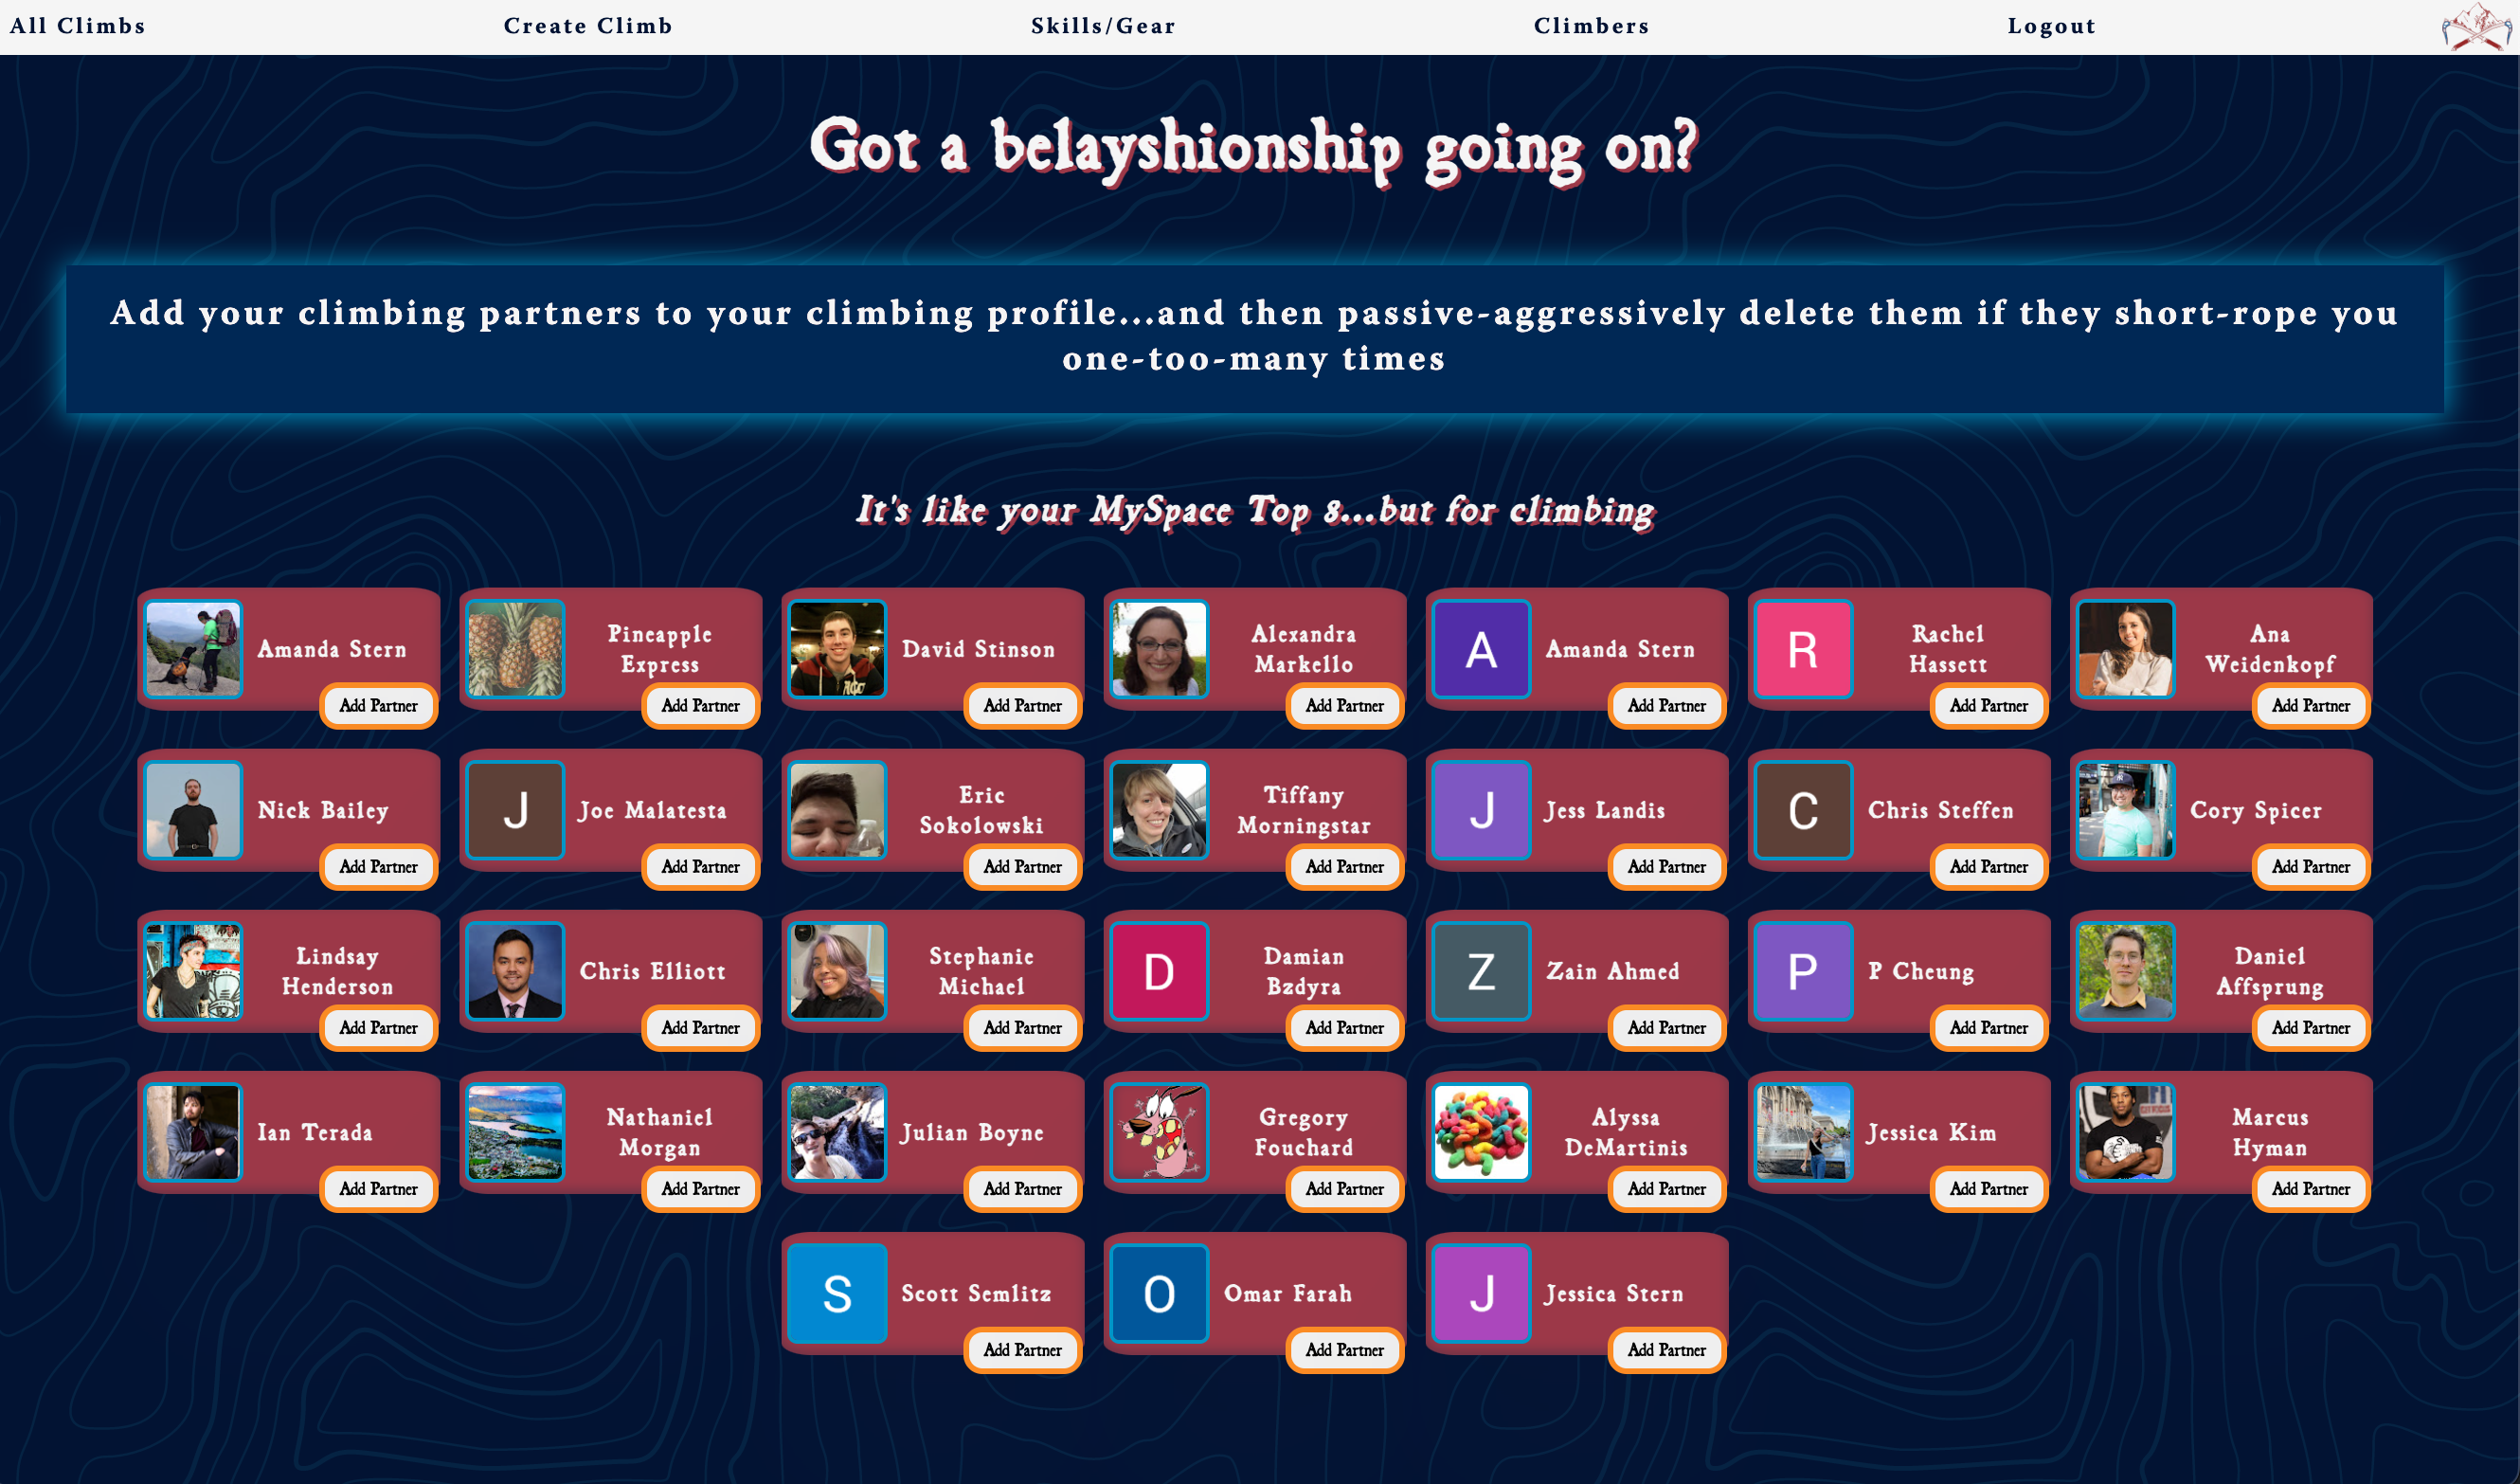 All Climbs
Create Climb
Skills/Gear
Climbers
Logout
Got a belayshionship going on?
Add your climbing partners to your climbing profile...and then passive-aggressively delete them if they short-rope you
one-too-many times
It's like your MySpace Top 8...but for climbing
Amanda Stern
Add Partner
Pineapple
Express
Add Partner
David Stinson
Add Partner
Alexandra
Markello
Add Partner
A
Amanda Stern
Add Partner
R
Rachel
Hassett
Add Partner
Ana
Weidenkopf
Add Partner
Nick Bailey
Add Partner
J
Joe Malatesta
Add Partner
Eric
Sokolowski
Add Partner
Tiffany
Morningstar
Add Partner
J
Jess Landis
Add Partner
C
Chris Steffen
Add Partner
Cory Spicer
Add Partner
Lindsay
Henderson
Add Partner
Chris Elliott
Add Partner
Stephanie
Michael
Add Partner
D
Damian
Bzdyra
Add Partner
Z
Zain Ahmed
Add Partner
P
P Cheung
Add Partner
Daniel
Affsprung
Add Partner
Ian Terada
Add Partner
Nathaniel
Morgan
Add Partner
Julian Boyne
Add Partner
Gregory
Fouchard
Add Partner
Alyssa
DeMartinis
Add Partner
Jessica Kim
Add Partner
Marcus
Hyman
Add Partner
S
Scott Semlitz
Add Partner
O
Omar Farah
Add Partner
J
Jessica Stern
Add Partner